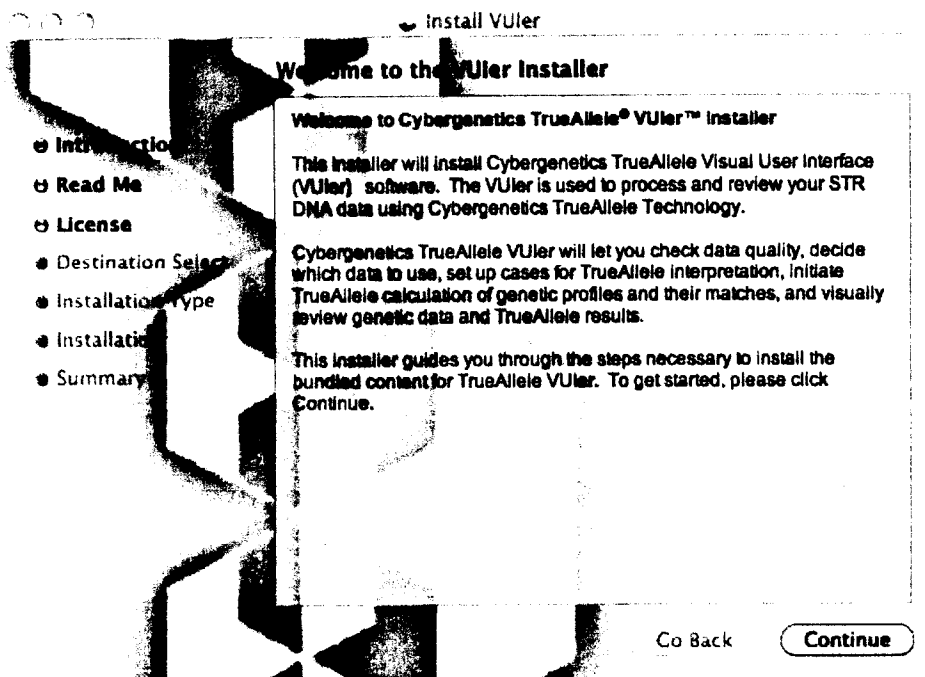 Install VUler
Welcome to the VUler Installer
Introduction
Read Me
License
Destination Select
Installation Type
Installation
Summary
Welcome to Cybergenetics TrueAllele® VUler™ Installer
This installer will install Cybergenetics TrueAllele Visual User Interface
(VUler) software. The VUler is used to process and review your STR
DNA data using Cybergenetics TrueAllele Technology.
Cybergenetics TrueAllele VUler will let you check data quality, decide
which data to use, set up cases for TrueAllele interpretation, initiate
TrueAllele calculation of genetic profiles and their matches, and visually
review genetic data and TrueAllele results.
This installer guides you through the steps necessary to install the
bundled content for TrueAllele VUler. To get started, please click
Continue.
Go Back
Continue